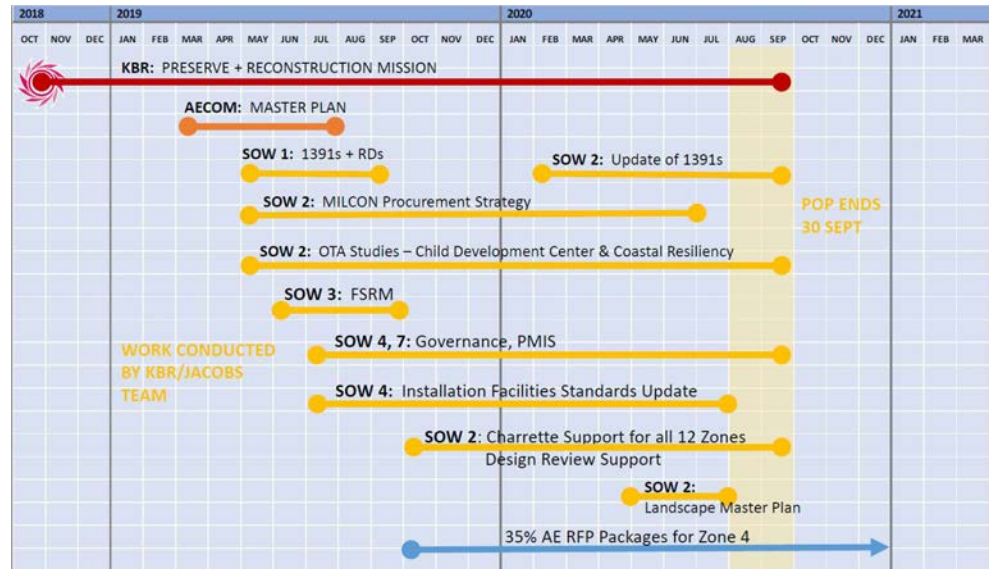 2018 2019 2020 2021
OCT NOV DEC JAN FEB MAR APR MAY JUN JUL AUG SEP OCT NOV DEC JAN FEB MAR APR MAY JUN JUL AUG SEP OCT NOV DEC JAN FEB MAR
KBR: PRESERVE + RECONSTRUCTION MISSION
AECOM: MASTER PLAN
SOW 1: 1391s + RDs
SOW 2: Update of 1391s
SOW 2: MILCON Procurement Strategy
POP ENDS
30 SEPT
SOW 2: OTA Studies – Child Development Center & Coastal Resiliency
SOW 3: FSRM
SOW 4, 7: Governance, PMIS
WORK CONDUCTED
BY KBR/JACOBS
TEAM
SOW 4: Installation Facilities Standards Update
SOW 2: Charrette Support for all 12 Zones
Design Review Support
SOW 2:
Landscape Master Plan
35% AE RFP Packages for Zone 4